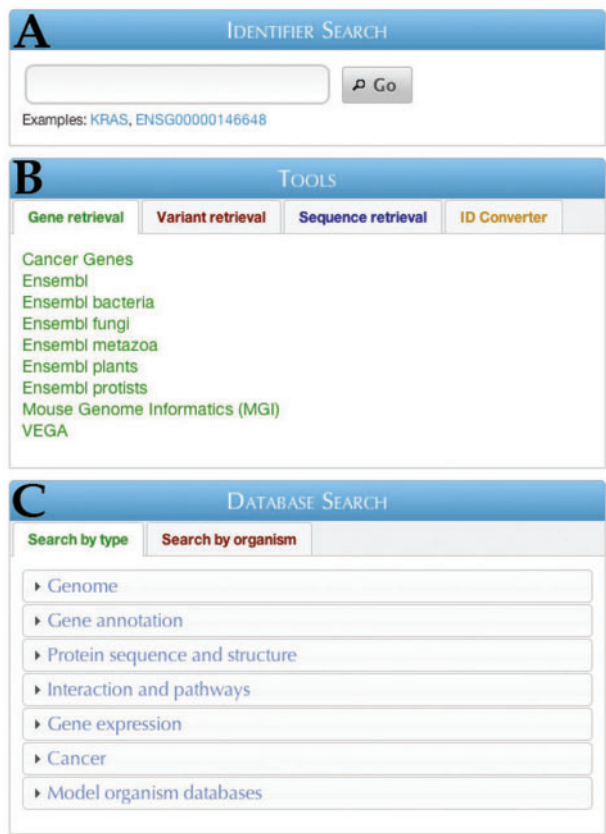 A IDENTIFIER SEARCH
Go
Examples: KRAS, ENSG00000146648
B TOOLS
Gene retrieval Variant retrieval Sequence retrieval ID Converter
Cancer Genes
Ensembl
Ensembl bacteria
Ensembl fungi
Ensembl metazoa
Ensembl plants
Ensembl protists
Mouse Genome Informatics (MGI)
VEGA
C DATABASE SEARCH
Search by type Search by organism
Genome
Gene annotation
Protein sequence and structure
Interaction and pathways
Gene expression
Cancer
Model organism databases